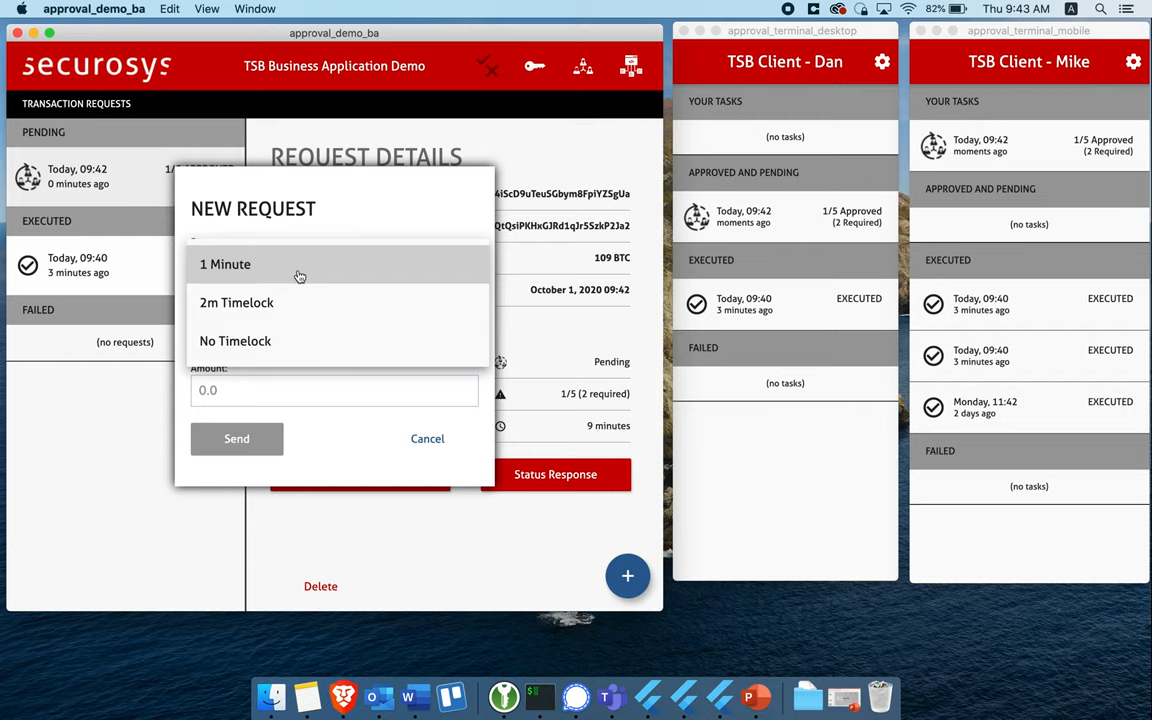 approval_demo_ba Edit View Window
82% Thu 9:43 AM A
approval_demo_ba
securosys TSB Business Application Demo
TRANSACTION REQUESTS
PENDING
Today, 09:42
0 minutes ago
EXECUTED
Today, 09:40
3 minutes ago
FAILED
(no requests)
REQUEST DETAILS
4iScD9uTeuSGbym8FpiYZSgUa
QtQsiPKHxGJRd1qJr5SzkP2Ja2
109 BTC
October 1, 2020 09:42
Pending
1/5 (2 required)
9 minutes
Status Response
Delete
+
NEW REQUEST
1 Minute
2m Timelock
No Timelock
Amount:
0.0
Send Cancel
approval_terminal_desktop
TSB Client - Dan
YOUR TASKS
(no tasks)
APPROVED AND PENDING
Today, 09:42 1/5 Approved
moments ago (2 Required)
EXECUTED
Today, 09:40 EXECUTED
3 minutes ago
FAILED
(no tasks)
approval_terminal_mobile
TSB Client - Mike
YOUR TASKS
Today, 09:42 1/5 Approved
moments ago (2 Required)
APPROVED AND PENDING
(no tasks)
EXECUTED
Today, 09:40 EXECUTED
3 minutes ago
Today, 09:40 EXECUTED
3 minutes ago
Monday, 11:42 EXECUTED
2 days ago
FAILED
(no tasks)